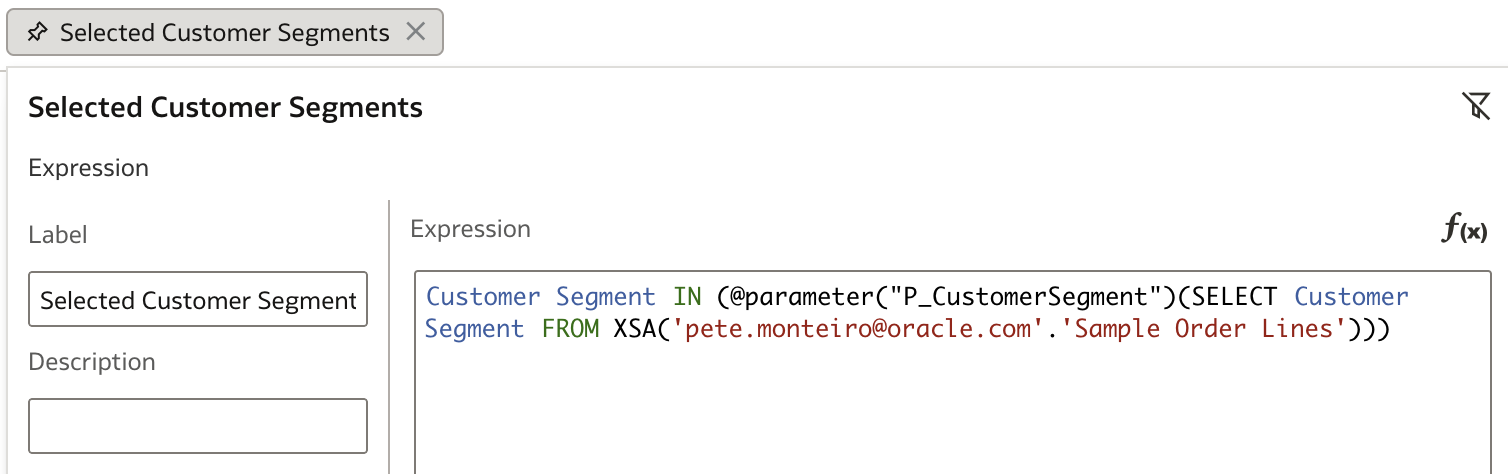 Selected Customer Segments
Selected Customer Segments
Expression
Label
Expression
f(x)
Selected Customer Segment
Customer Segment IN (@parameter("P_CustomerSegment")(SELECT Customer
Segment FROM XSA('pete.monteiro@oracle.com'.'Sample Order Lines')))
Description